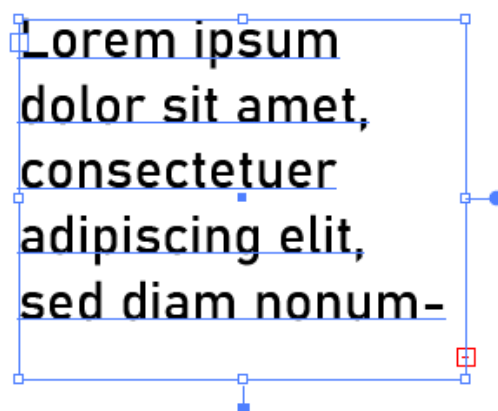 Lorem ipsum
dolor sit amet,
consectetuer
adipiscing elit,
sed diam nonum-